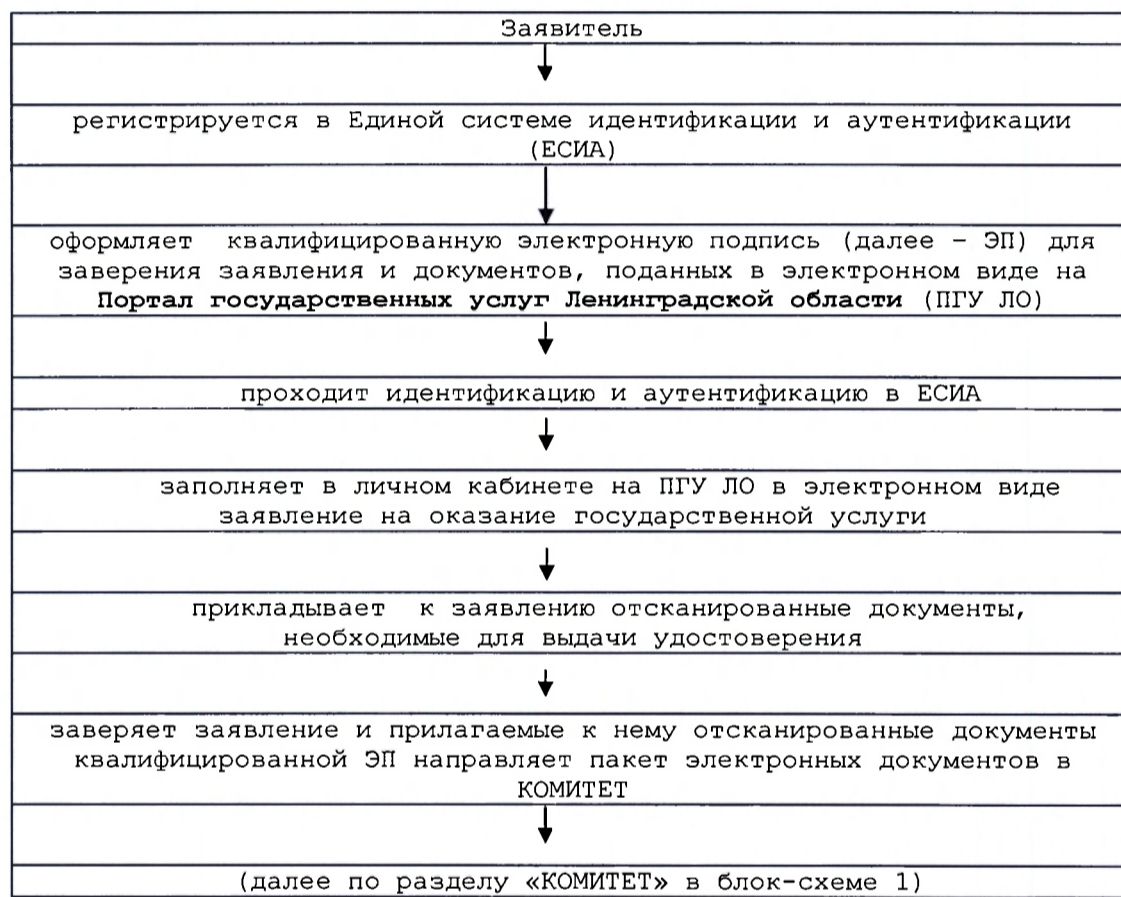 Заявитель
регистрируется в Единой системе идентификации и аутентификации
(ЕСИА)
оформляет квалифицированную электронную подпись (далее – ЭП) для
заверения заявления и документов, поданных в электронном виде на
Портал государственных услуг Ленинградской области (ПГУ ЛО)
проходит идентификацию и аутентификацию в ЕСИА
заполняет в личном кабинете на ПГУ ЛО в электронном виде
заявление на оказание государственной услуги
прикладывает к заявлению отсканированные документы,
необходимые для выдачи удостоверения
заверяет заявление и прилагаемые к нему отсканированные документы
квалифицированной ЭП направляет пакет электронных документов в
КОМИТЕТ
(далее по разделу «КОМИТЕТ» в блок-схеме 1)